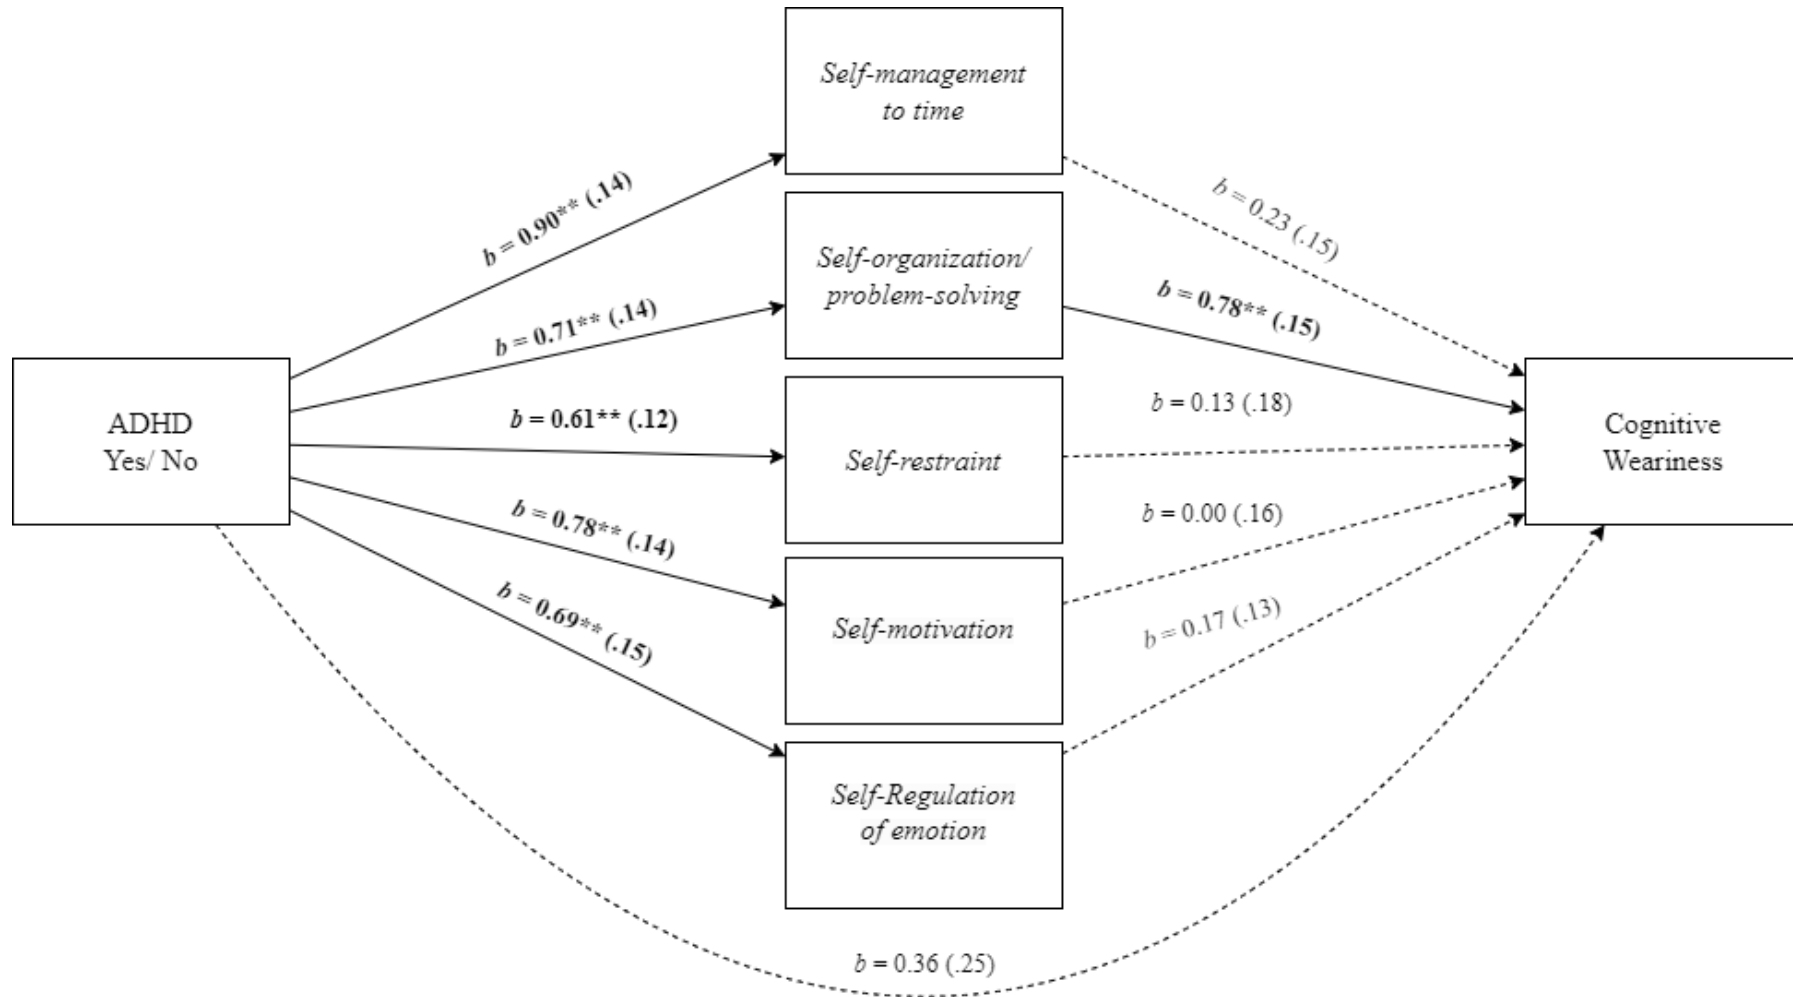 Self-management
to time
b = 0.90** (.14)
b = 0.23 (.15)
Self-organization/
problem-solving
b = 0.71** (.14)
b = 0.78** (.15)
ADHD
Yes/ No
b = 0.61** (.12)
Self-restraint
b = 0.13 (.18)
Cognitive
Weariness
b = 0.78** (.14)
Self-motivation
b = 0.00 (.16)
b = 0.69** (.15)
Self-Regulation
of emotion
b = 0.17 (.13)
b = 0.36 (.25)